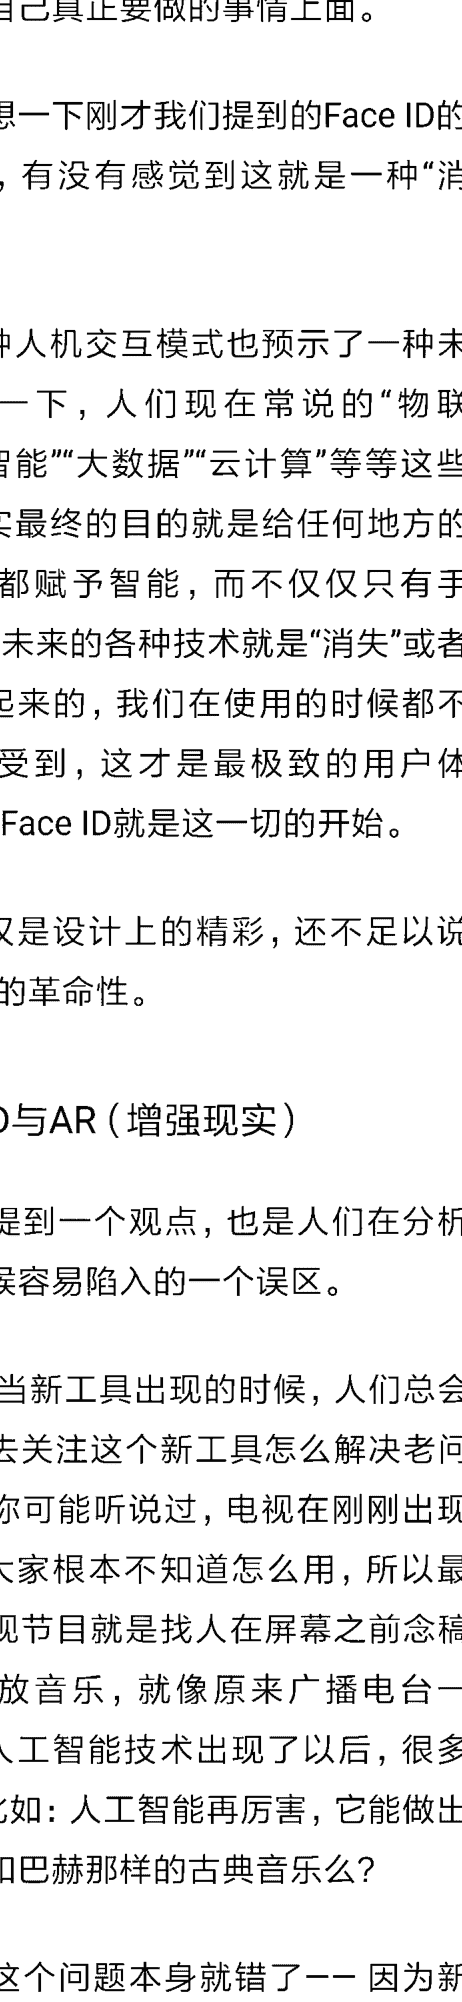 自己真正要做的事情上面。
想一下刚才我们提到的Face ID的
，有没有感觉到这就是一种“消
种人机交互模式也预示了一种未
一下，人们现在常说的“物联
智能”“大数据”“云计算”等等这些
实最终的目的就是给任何地方的
都赋予智能，而不仅仅只有手
未来的各种技术就是“消失”或者
起来的，我们在使用的时候都不
受到，这才是最极致的用户体
Face ID就是这一切的开始。
仅是设计上的精彩，还不足以说
的革命性。
D与AR（增强现实）
提到一个观点，也是人们在分析
候容易陷入的一个误区。
当新工具出现的时候，人们总会
去关注这个新工具怎么解决老问
你可能听说过，电视在刚刚出现
大家根本不知道怎么用，所以最
视节目就是找人在屏幕之前念稿
放音乐，就像原来广播电台一
人工智能技术出现了以后，很多
比如：人工智能再厉害，它能做出
和巴赫那样的古典音乐么？
这个问题本身就错了—— 因为新